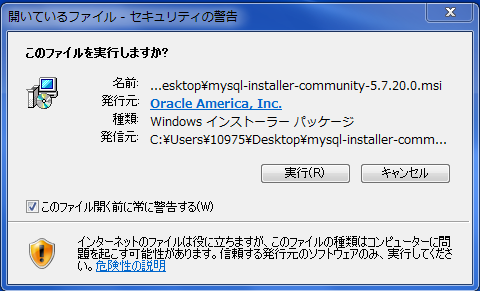 開いているファイル - セキュリティの警告
このファイルを実行しますか?
名前: ...esktop¥mysql-installer-community-5.7.20.0.msi
発行元: Oracle America, Inc.
種類: Windows インストーラー パッケージ
発信元: C:¥Users¥10975¥Desktop¥mysql-installer-comm...
実行(R) キャンセル
このファイル開く前に常に警告する(W)
インターネットのファイルは役に立ちますが、このファイルの種類はコンピューターに問
題を起こす可能性があります。信頼する発行元のソフトウェアのみ、実行してくださ
い。危険性の説明